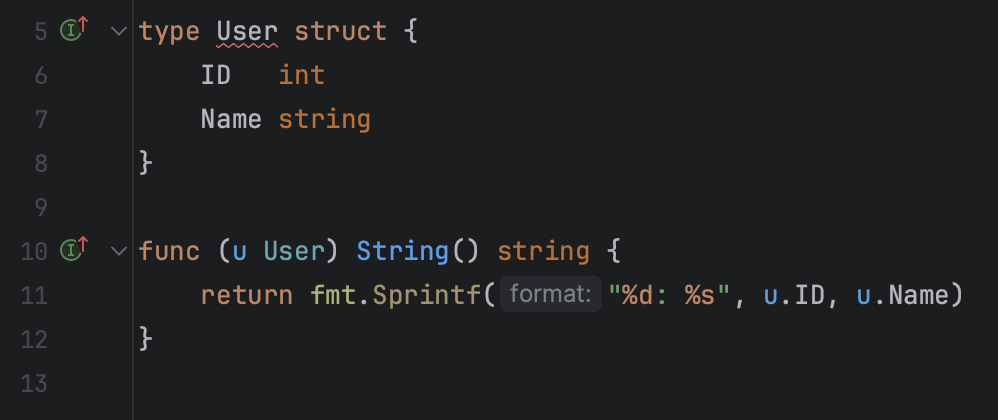 5 type User struct {
6     ID   int
7     Name string
8 }
9
10 func (u User) String() string {
11     return fmt.Sprintf( format: "%d: %s", u.ID, u.Name)
12 }
13